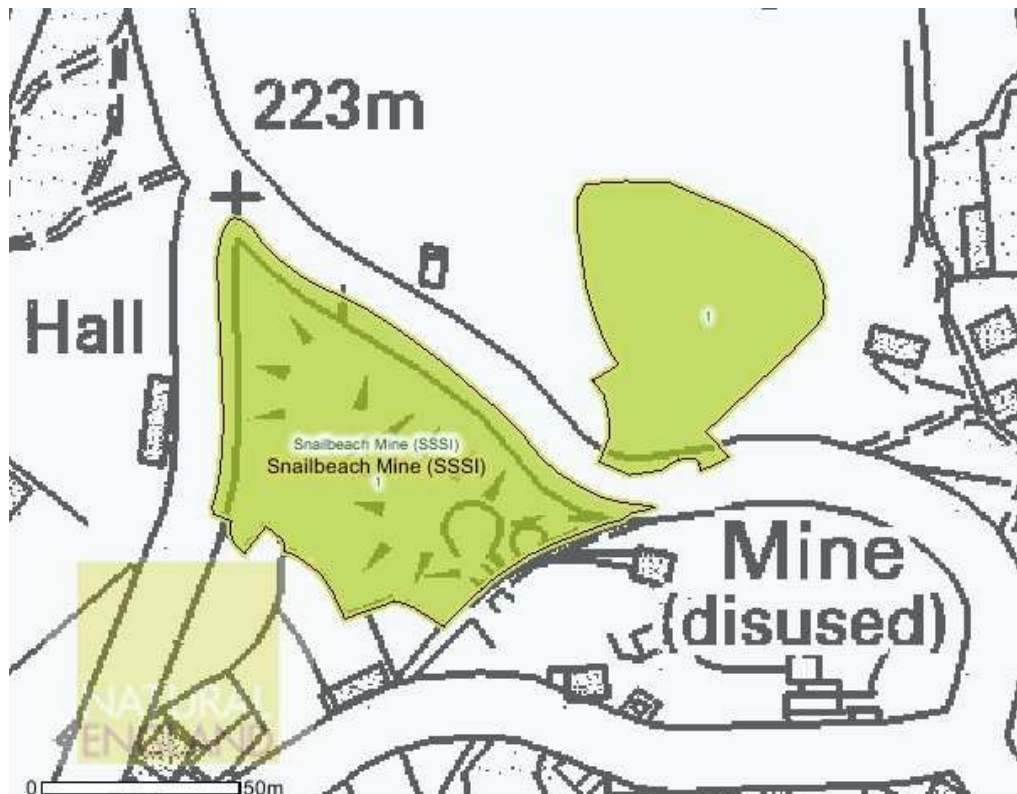 223m
Hall
1
Snailbeach Mine (SSSI)
Snailbeach Mine (SSSI)
1
Mine
(disused)
NATURAL
ENGLAND
0 50m